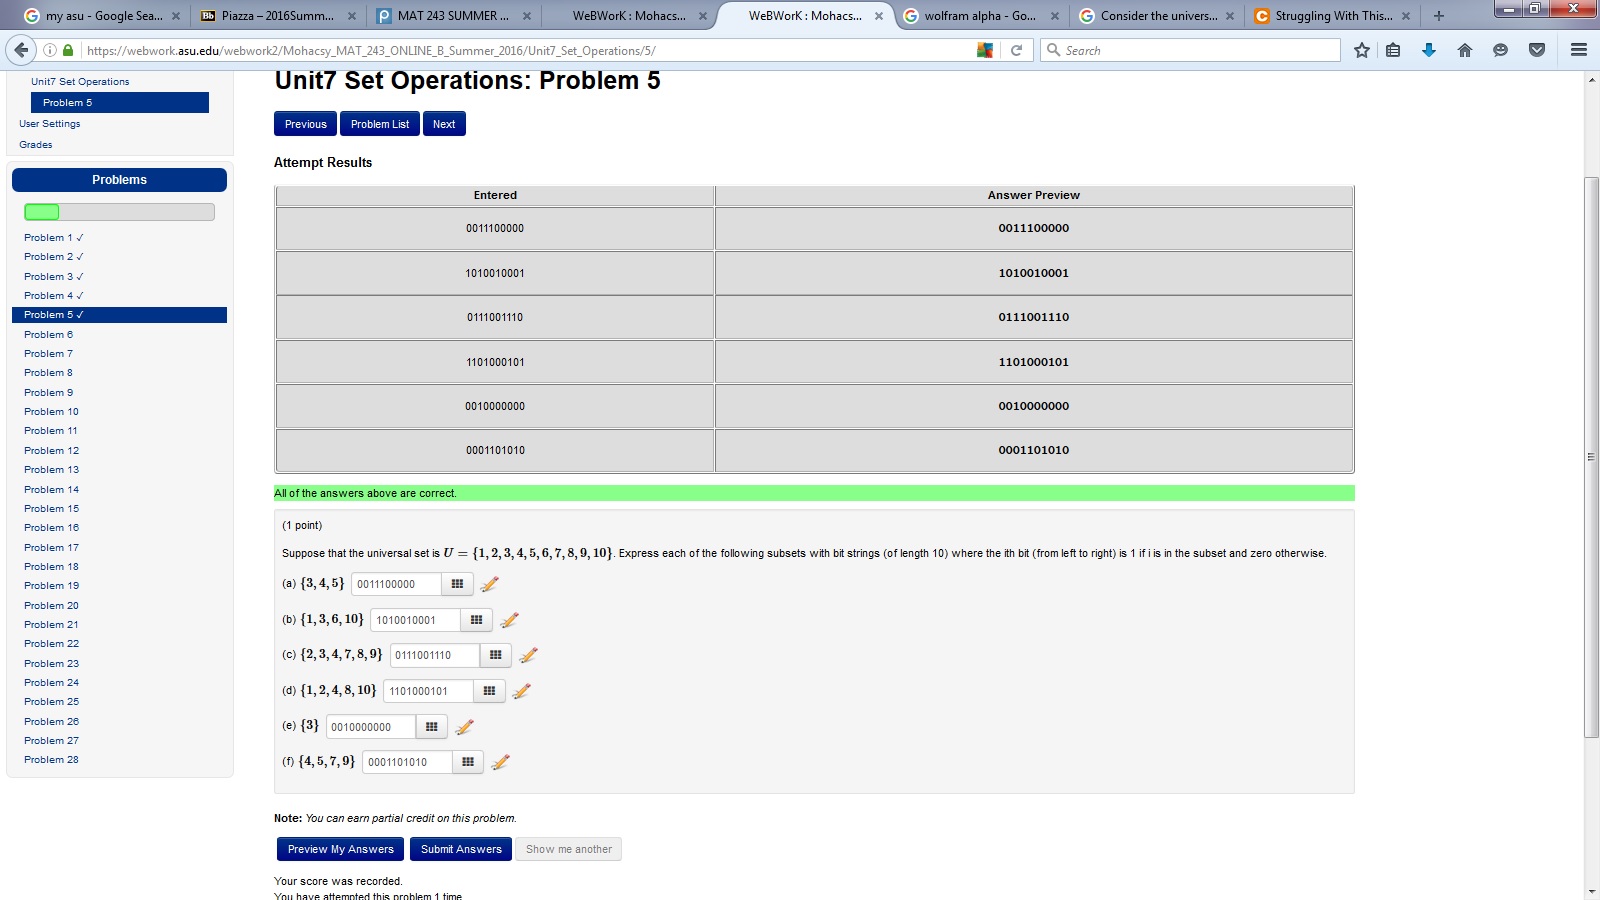 my asu - Google Sea...
Piazza – 2016Summ...
MAT 243 SUMMER ...
WeBWorK : Mohacs...
WeBWorK : Mohacs...
wolfram alpha - Go...
Consider the univers...
Struggling With This...
https://webwork.asu.edu/webwork2/Mohacsy_MAT_243_ONLINE_B_Summer_2016/Unit7_Set_Operations/5/
Search
Unit7 Set Operations
Problem 5
User Settings
Grades
Problems
Problem 1 ✓
Problem 2 ✓
Problem 3 ✓
Problem 4 ✓
Problem 5 ✓
Problem 6
Problem 7
Problem 8
Problem 9
Problem 10
Problem 11
Problem 12
Problem 13
Problem 14
Problem 15
Problem 16
Problem 17
Problem 18
Problem 19
Problem 20
Problem 21
Problem 22
Problem 23
Problem 24
Problem 25
Problem 26
Problem 27
Problem 28
Unit7 Set Operations: Problem 5
Previous Problem List Next
Attempt Results
Entered Answer Preview
0011100000 0011100000
1010010001 1010010001
0111001110 0111001110
1101000101 1101000101
0010000000 0010000000
0001101010 0001101010
All of the answers above are correct.
(1 point)
Suppose that the universal set is U = {1, 2, 3, 4, 5, 6, 7, 8, 9, 10}. Express each of the following subsets with bit strings (of length 10) where the ith bit (from left to right) is 1 if i is in the subset and zero otherwise.
(a) {3, 4, 5} 0011100000
(b) {1, 3, 6, 10} 1010010001
(c) {2, 3, 4, 7, 8, 9} 0111001110
(d) {1, 2, 4, 8, 10} 1101000101
(e) {3} 0010000000
(f) {4, 5, 7, 9} 0001101010
Note: You can earn partial credit on this problem.
Preview My Answers Submit Answers Show me another
Your score was recorded.
You have attempted this problem 1 time